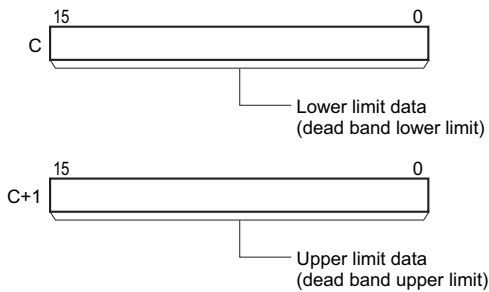 15 0
C
Lower limit data
(dead band lower limit)
15 0
C+1
Upper limit data
(dead band upper limit)